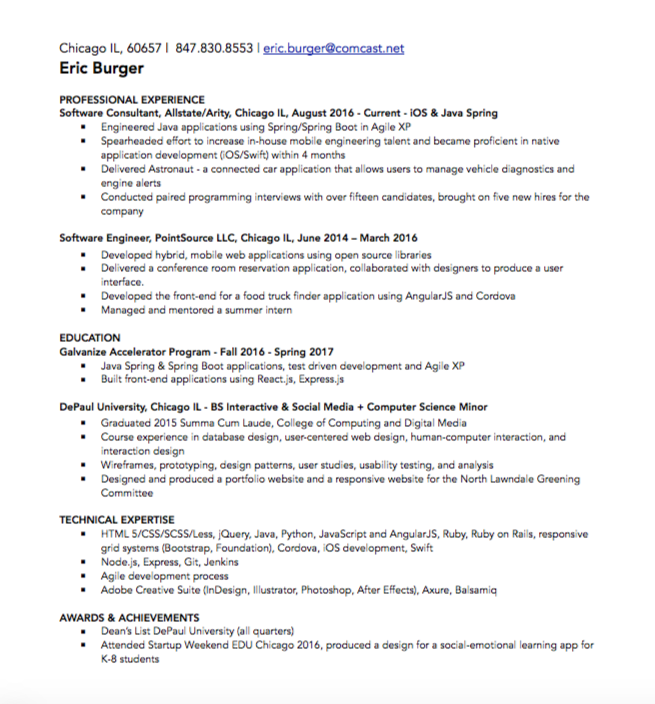 Chicago IL, 60657 | 847.830.8553 | eric.burger@comcast.net
Eric Burger
PROFESSIONAL EXPERIENCE
Software Consultant, Allstate/Arity, Chicago IL, August 2016 - Current - iOS & Java Spring
▪ Engineered Java applications using Spring/Spring Boot in Agile XP
▪ Spearheaded effort to increase in-house mobile engineering talent and became proficient in native
application development (iOS/Swift) within 4 months
▪ Delivered Astronaut - a connected car application that allows users to manage vehicle diagnostics and
engine alerts
▪ Conducted paired programming interviews with over fifteen candidates, brought on five new hires for the
company
Software Engineer, PointSource LLC, Chicago IL, June 2014 – March 2016
▪ Developed hybrid, mobile web applications using open source libraries
▪ Delivered a conference room reservation application, collaborated with designers to produce a user
interface.
▪ Developed the front-end for a food truck finder application using AngularJS and Cordova
▪ Managed and mentored a summer intern
EDUCATION
Galvanize Accelerator Program - Fall 2016 - Spring 2017
▪ Java Spring & Spring Boot applications, test driven development and Agile XP
▪ Built front-end applications using React.js, Express.js
DePaul University, Chicago IL - BS Interactive & Social Media + Computer Science Minor
▪ Graduated 2015 Summa Cum Laude, College of Computing and Digital Media
▪ Course experience in database design, user-centered web design, human-computer interaction, and
interaction design
▪ Wireframes, prototyping, design patterns, user studies, usability testing, and analysis
▪ Designed and produced a portfolio website and a responsive website for the North Lawndale Greening
Committee
TECHNICAL EXPERTISE
▪ HTML 5/CSS/SCSS/Less, jQuery, Java, Python, JavaScript and AngularJS, Ruby, Ruby on Rails, responsive
grid systems (Bootstrap, Foundation), Cordova, iOS development, Swift
▪ Node.js, Express, Git, Jenkins
▪ Agile development process
▪ Adobe Creative Suite (InDesign, Illustrator, Photoshop, After Effects), Axure, Balsamiq
AWARDS & ACHIEVEMENTS
▪ Dean's List DePaul University (all quarters)
▪ Attended Startup Weekend EDU Chicago 2016, produced a design for a social-emotional learning app for
K-8 students